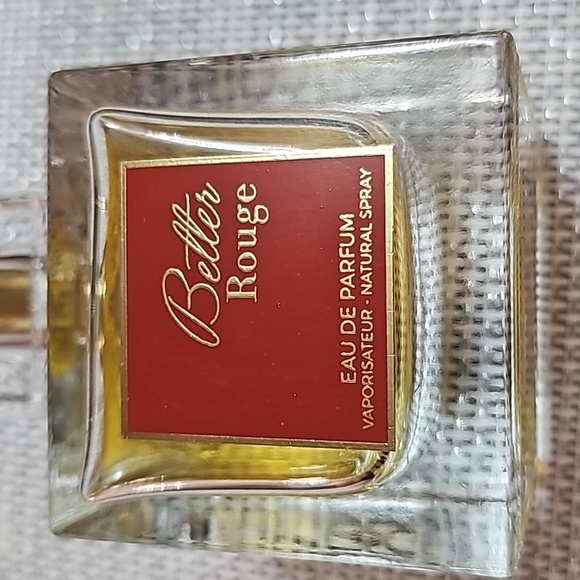 Better
Rouge
EAU DE PARFUM
VAPORISATEUR - NATURAL SPRAY